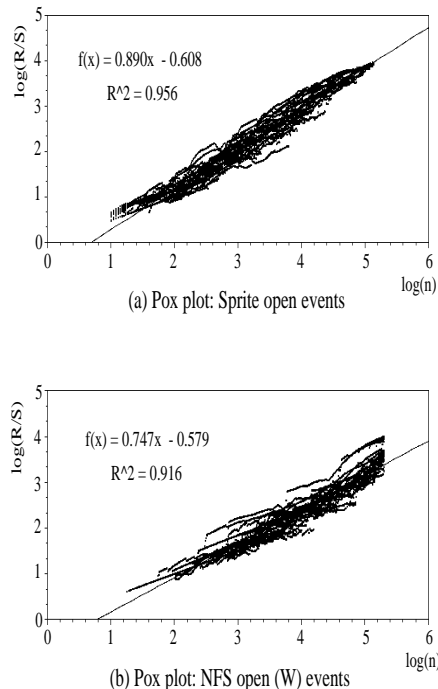 log(R/S)
5
4
3
2
1
0
f(x) = 0.890x - 0.608
R^2 = 0.956
0 1 2 3 4 5 6
log(n)
(a) Pox plot: Sprite open events
log(R/S)
5
4
3
2
1
0
f(x) = 0.747x - 0.579
R^2 = 0.916
0 1 2 3 4 5 6
log(n)
(b) Pox plot: NFS open (W) events